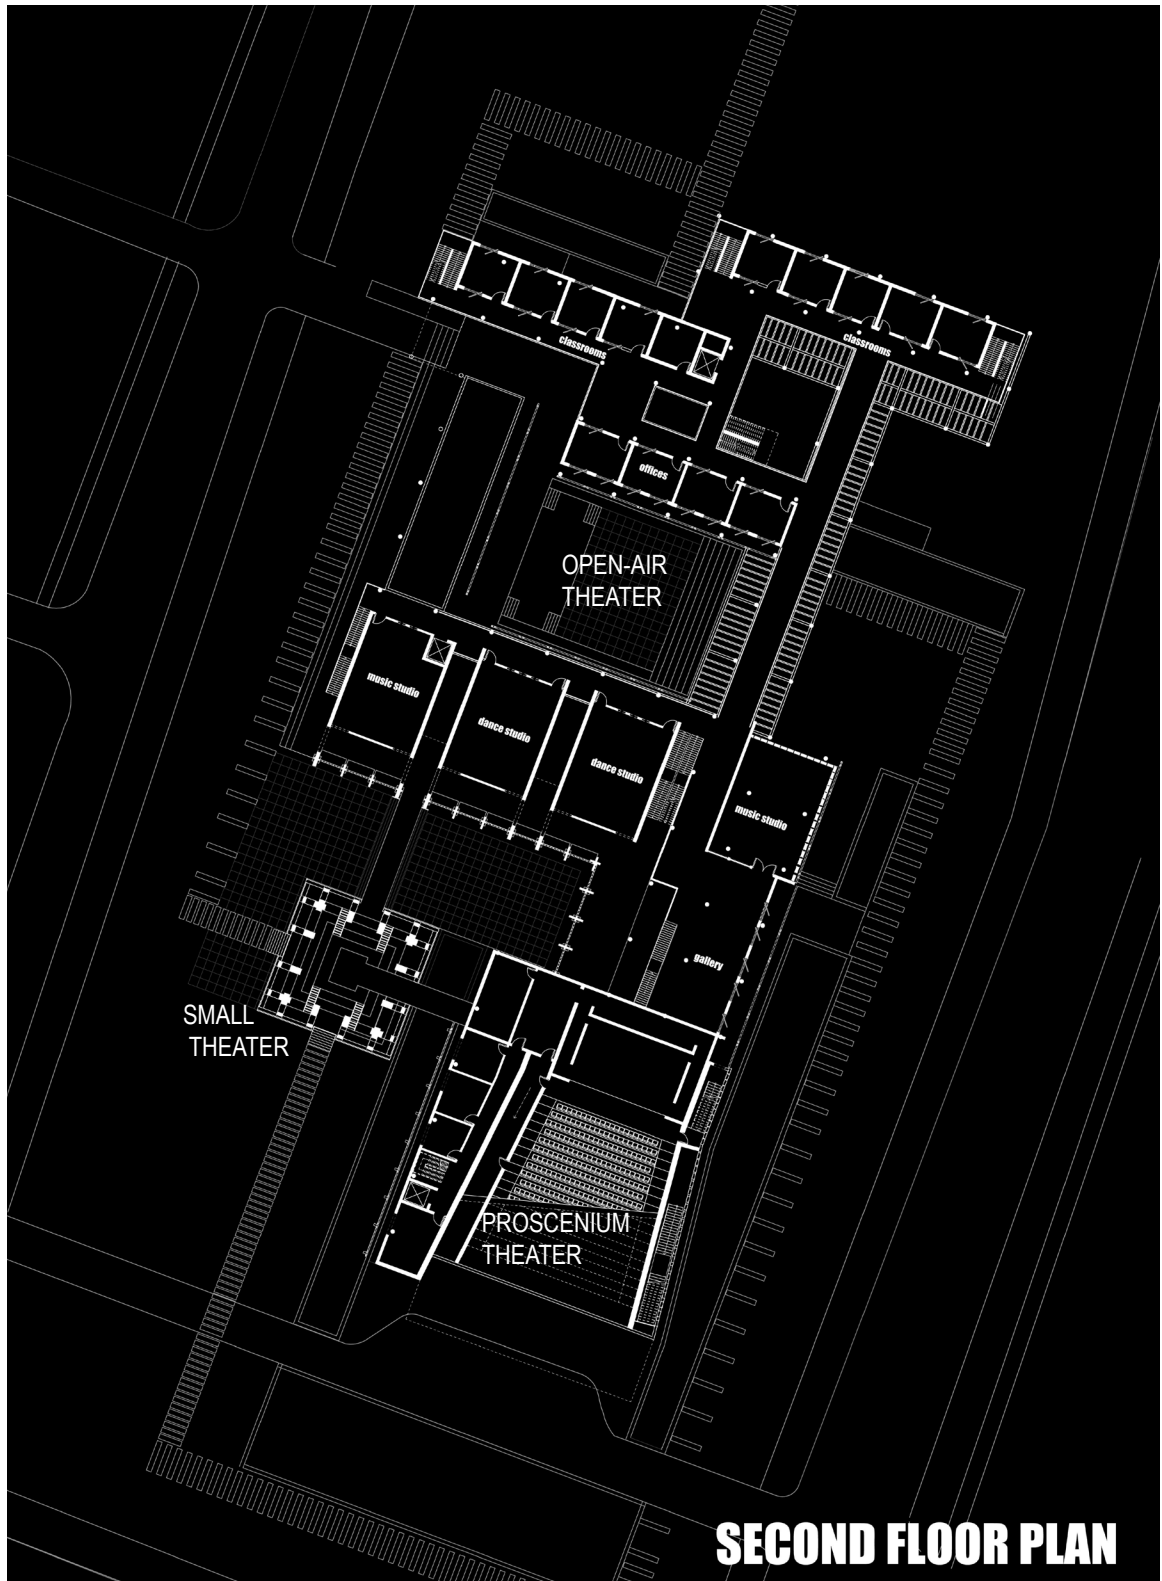 classrooms
classrooms
offices
OPEN-AIR
THEATER
music studio
dance studio
dance studio
music studio
gallery
SMALL
THEATER
PROSCENIUM
THEATER
SECOND FLOOR PLAN